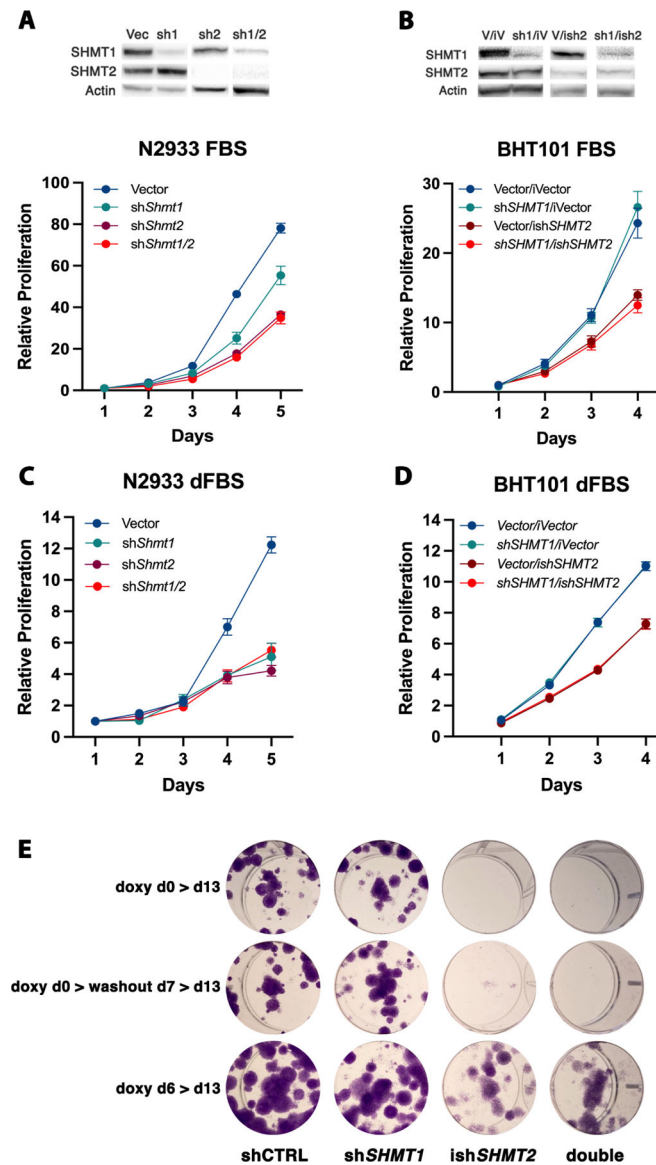 A
Vec sh1 sh2 sh1/2
SHMT1
SHMT2
Actin
N2933 FBS
Vector
shShmt1
shShmt2
shShmt1/2
Relative Proliferation
100
80
60
40
20
0
1 2 3 4 5
Days
B
V/iV sh1/iV V/ish2 sh1/ish2
SHMT1
SHMT2
Actin
BHT101 FBS
Vector/iVector
shSHMT1/iVector
Vector/ishSHMT2
shSHMT1/ishSHMT2
Relative Proliferation
30
20
10
0
1 2 3 4
Days
C
N2933 dFBS
Vector
shShmt1
shShmt2
shShmt1/2
Relative Proliferation
14
12
10
8
6
4
2
0
1 2 3 4 5
Days
D
BHT101 dFBS
Vector/iVector
shSHMT1/iVector
Vector/ishSHMT2
shSHMT1/ishSHMT2
Relative Proliferation
14
12
10
8
6
4
2
0
1 2 3 4
Days
E
doxy d0 > d13
doxy d0 > washout d7 > d13
doxy d6 > d13
shCTRL shSHMT1 ishSHMT2 double